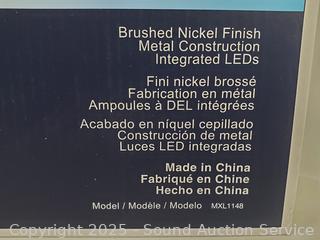 Brushed Nickel Finish
Metal Construction
Integrated LEDs
Fini nickel brossé
Fabrication en métal
Ampoules à DEL intégrées
Acabado en níquel cepillado
Construcción de metal
Luces LED integradas
Made in China
Fabriqué en Chine
Hecho en China
Model / Modèle / Modelo MXL1148
Copyright 2025 - Sound Auction Service